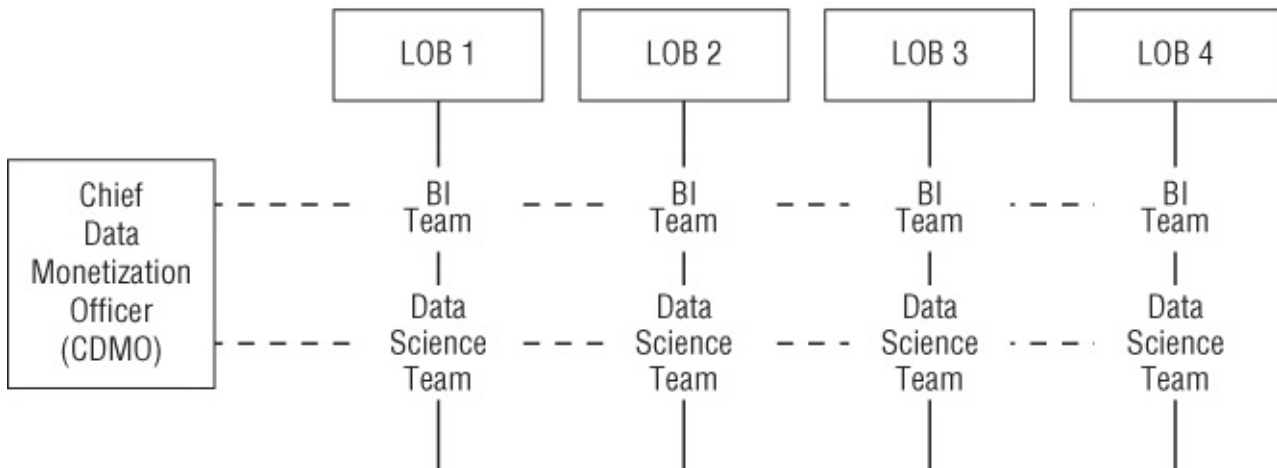 LOB 1
LOB 2
LOB 3
LOB 4
Chief
Data
Monetization
Officer
(CDMO)
BI
Team
BI
Team
BI
Team
BI
Team
Data
Science
Team
Data
Science
Team
Data
Science
Team
Data
Science
Team